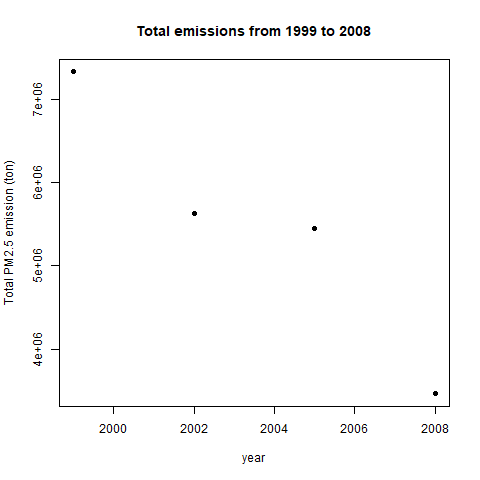 Total emissions from 1999 to 2008
Total PM2.5 emission (ton)
7e+06
6e+06
5e+06
4e+06
2000 2002 2004 2006 2008
year